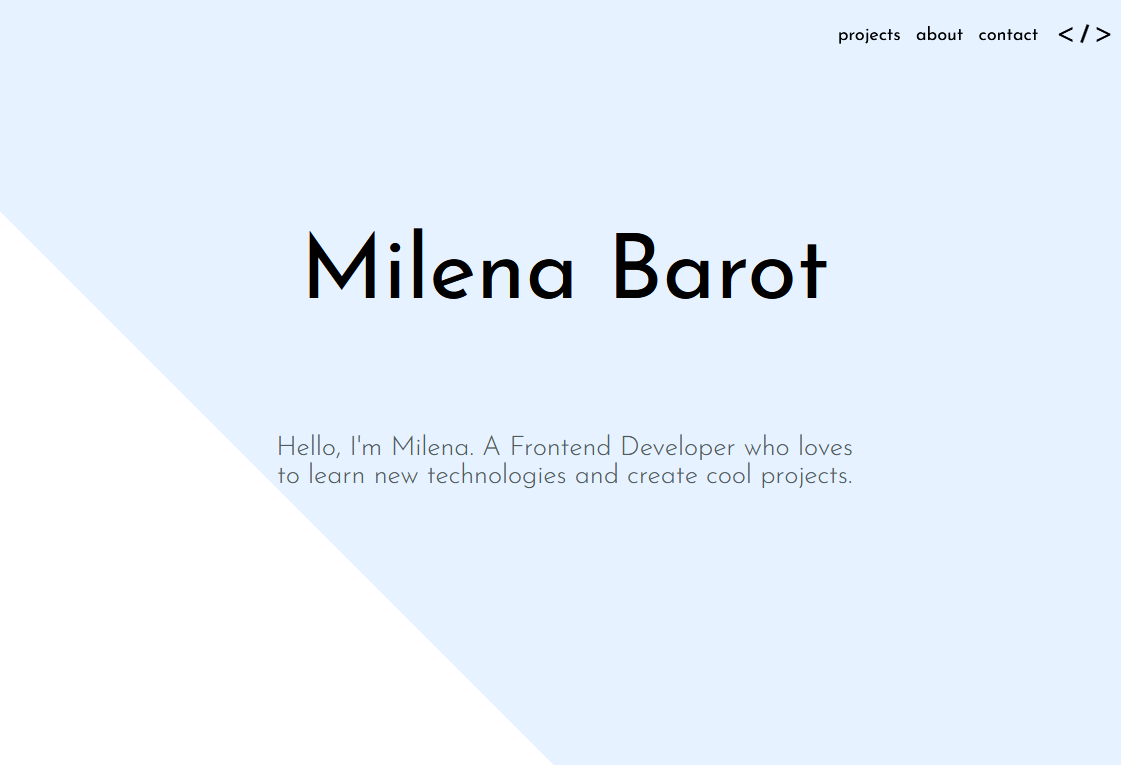 projects about contact < / >
Milena Barot
Hello, I'm Milena. A Frontend Developer who loves
to learn new technologies and create cool projects.